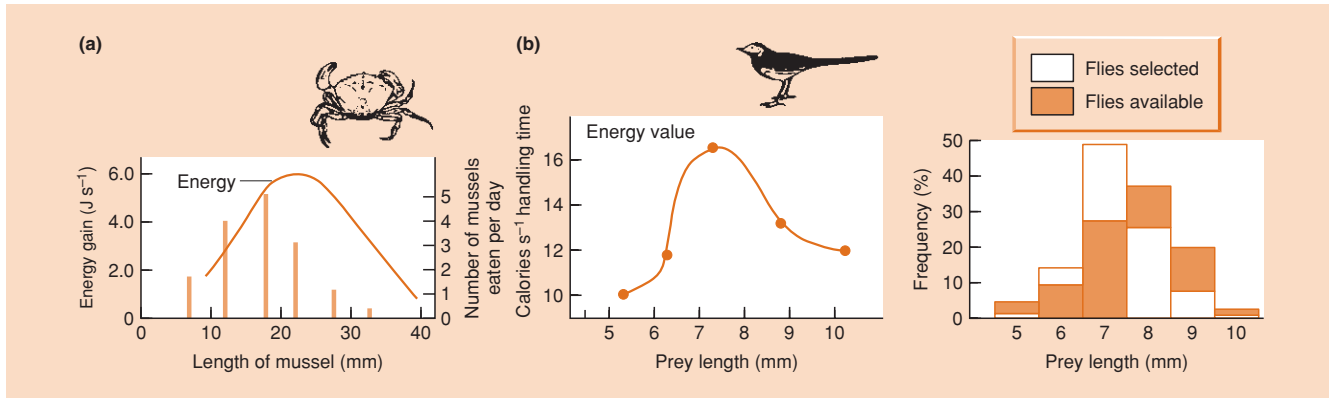 (a)
Energy gain (J s⁻¹)
6.0
4.0
2.0
0
Energy
5
4
3
2
1
0
Number of mussels
eaten per day
0 10 20 30 40
Length of mussel (mm)
(b)
Calories s⁻¹ handling time
16
14
12
10
Energy value
5 6 7 8 9 10
Prey length (mm)
Flies selected
Flies available
Frequency (%)
50
40
30
20
10
0
5 6 7 8 9 10
Prey length (mm)